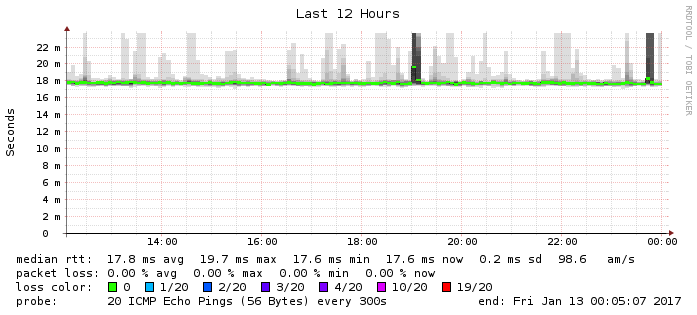 Last 12 Hours
RRDTOOL / TOBI OETIKER
Seconds
22 m
20 m
18 m
16 m
14 m
12 m
10 m
8 m
6 m
4 m
2 m
0
14:00 16:00 18:00 20:00 22:00 00:00
median rtt: 17.8 ms avg 19.7 ms max 17.6 ms min 17.6 ms now 0.2 ms sd 98.6 am/s
packet loss: 0.00 % avg 0.00 % max 0.00 % min 0.00 % now
loss color: 0 1/20 2/20 3/20 4/20 10/20 19/20
probe: 20 ICMP Echo Pings (56 Bytes) every 300s end: Fri Jan 13 00:05:07 2017